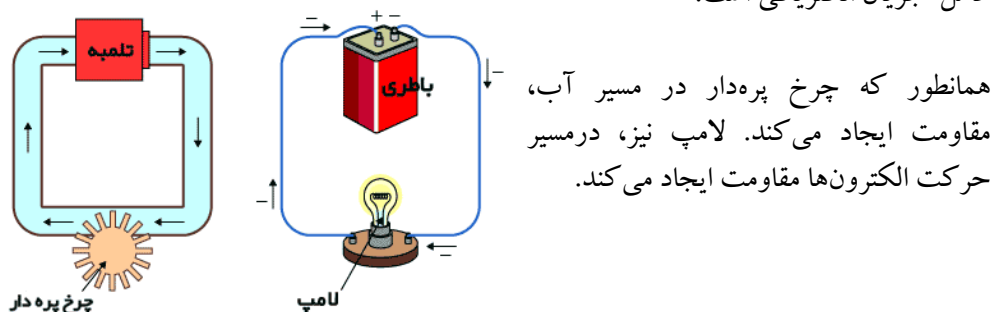 همانطور که چرخ پره‌دار در مسیر آب،
مقاومت ایجاد می‌کند. لامپ نیز، درمسیر
حرکت الکترون‌ها مقاومت ایجاد می‌کند.
تلمبه
چرخ پره دار
+ −
باطری
−
−
−
−
لامپ